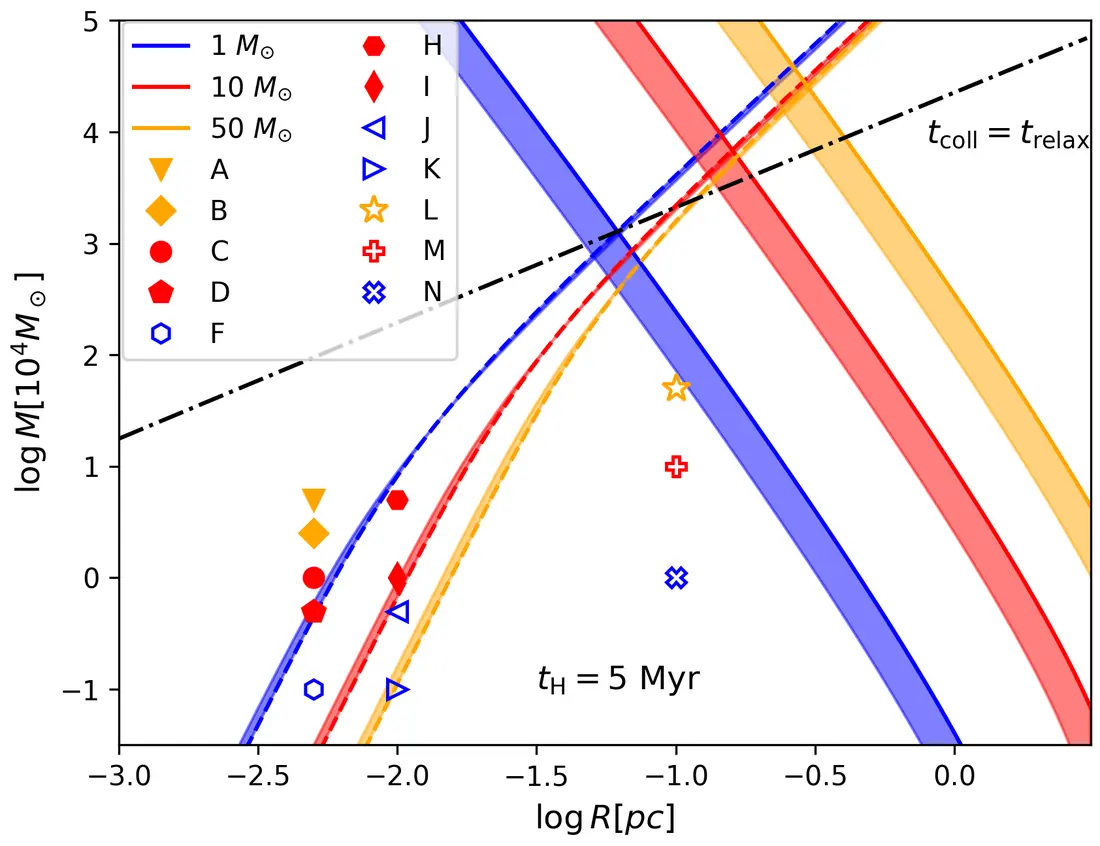 5
4
3
2
1
0
−1
log M[10⁴M⊙]
1 M⊙
10 M⊙
50 M⊙
A
B
C
D
F
H
I
J
K
L
M
N
t_coll = t_relax
t_H = 5 Myr
−3.0 −2.5 −2.0 −1.5 −1.0 −0.5 0.0
log R[pc]